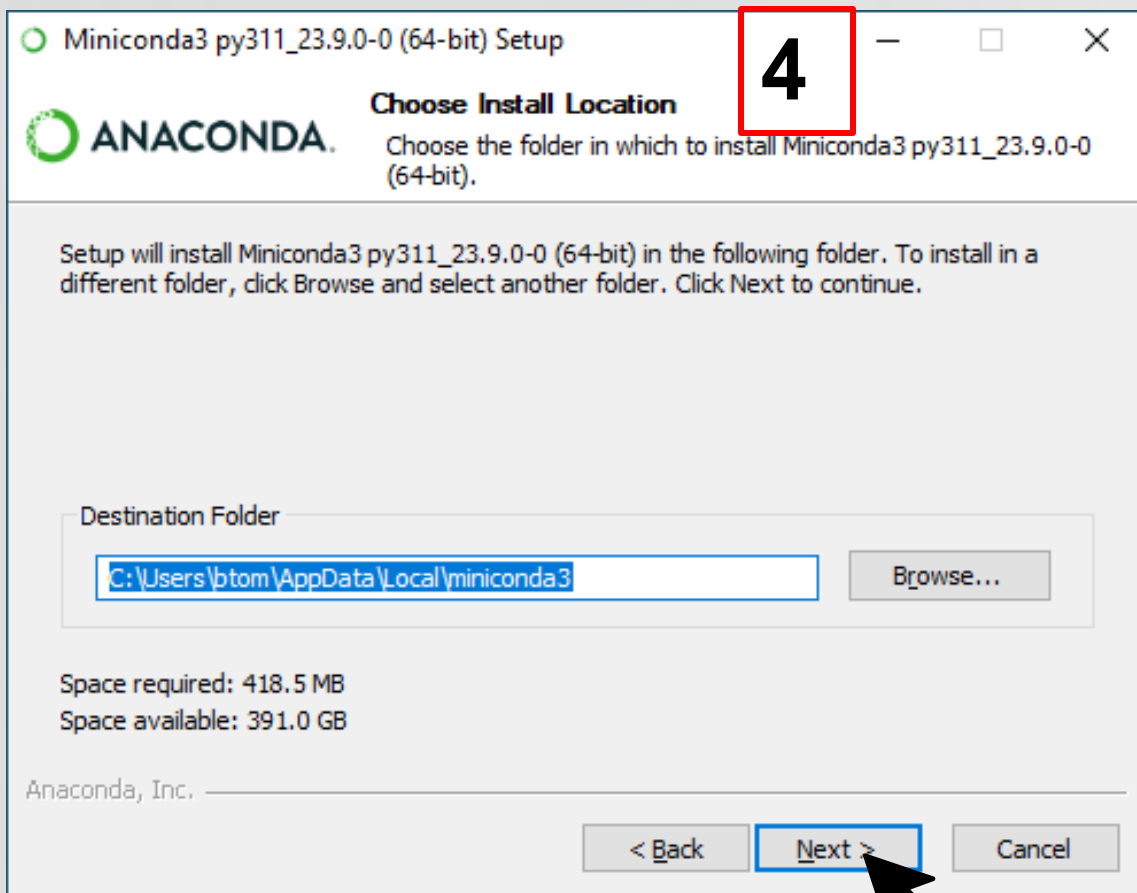 Miniconda3 py311_23.9.0-0 (64-bit) Setup
4
ANACONDA.
Choose Install Location
Choose the folder in which to install Miniconda3 py311_23.9.0-0
(64-bit).
Setup will install Miniconda3 py311_23.9.0-0 (64-bit) in the following folder. To install in a
different folder, click Browse and select another folder. Click Next to continue.
Destination Folder
C:\Users\btom\AppData\Local\miniconda3
Browse...
Space required: 418.5 MB
Space available: 391.0 GB
Anaconda, Inc.
< Back
Next >
Cancel